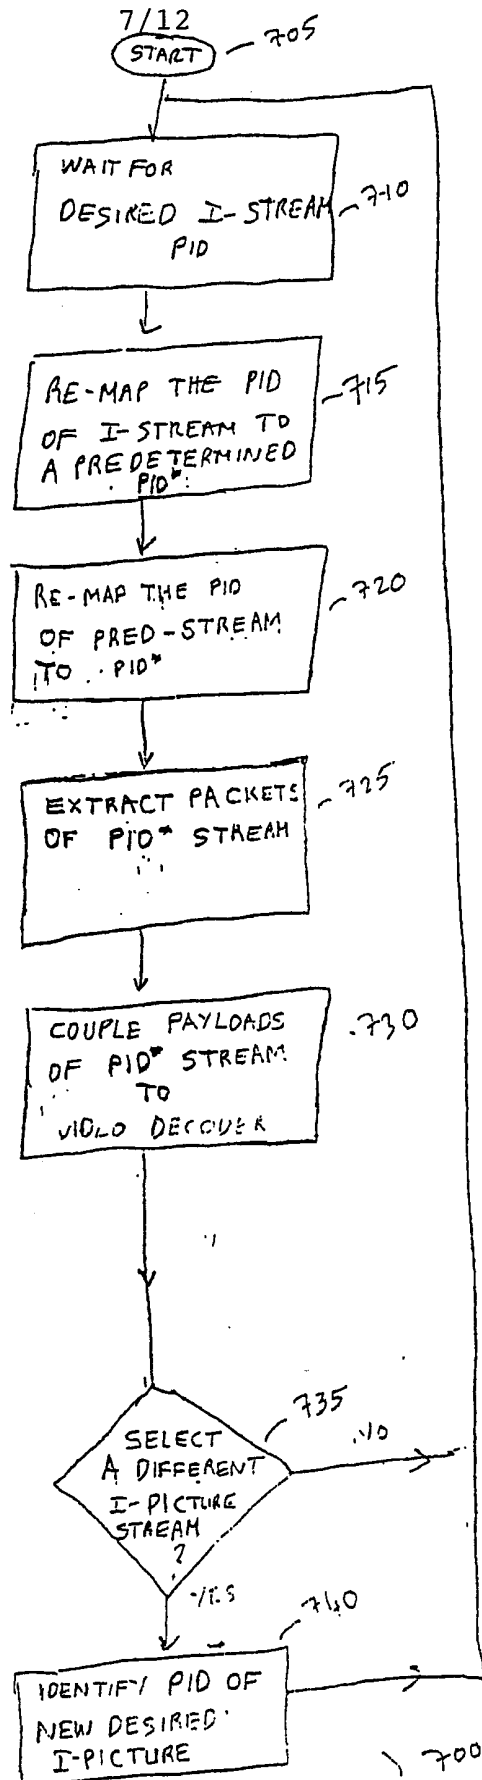 7/12
START
705
WAIT FOR
DESIRED I-STREAM
PID
710
RE-MAP THE PID
OF I-STREAM TO
A PREDETERMINED
PID*
715
RE-MAP THE PID
OF PRED-STREAM
TO PID*
720
EXTRACT PACKETS
OF PID* STREAM
725
COUPLE PAYLOADS
OF PID* STREAM
TO
VIDEO DECODER
730
SELECT
A DIFFERENT
I-PICTURE
STREAM
?
735
NO
YES
740
IDENTIFY PID OF
NEW DESIRED
I-PICTURE
700